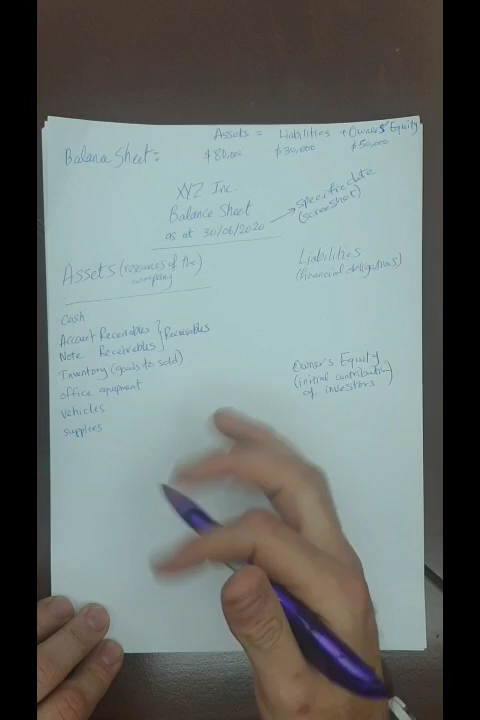 Assets = Liabilities + Owner's Equity
Balance Sheet: $80,000 $30,000 $50,000
XYZ Inc.
Balance Sheet
as at 30/06/2020
specific date
(screeshot)
Assets (resources of the
company)
Liabilities
(financial obligations)
Cash
Account Receivables } Receivables
Note Receivables
Inventory (goods to sold)
office equipment
vehicles
supplies
Owner's Equity
(initial contribution
of investors)